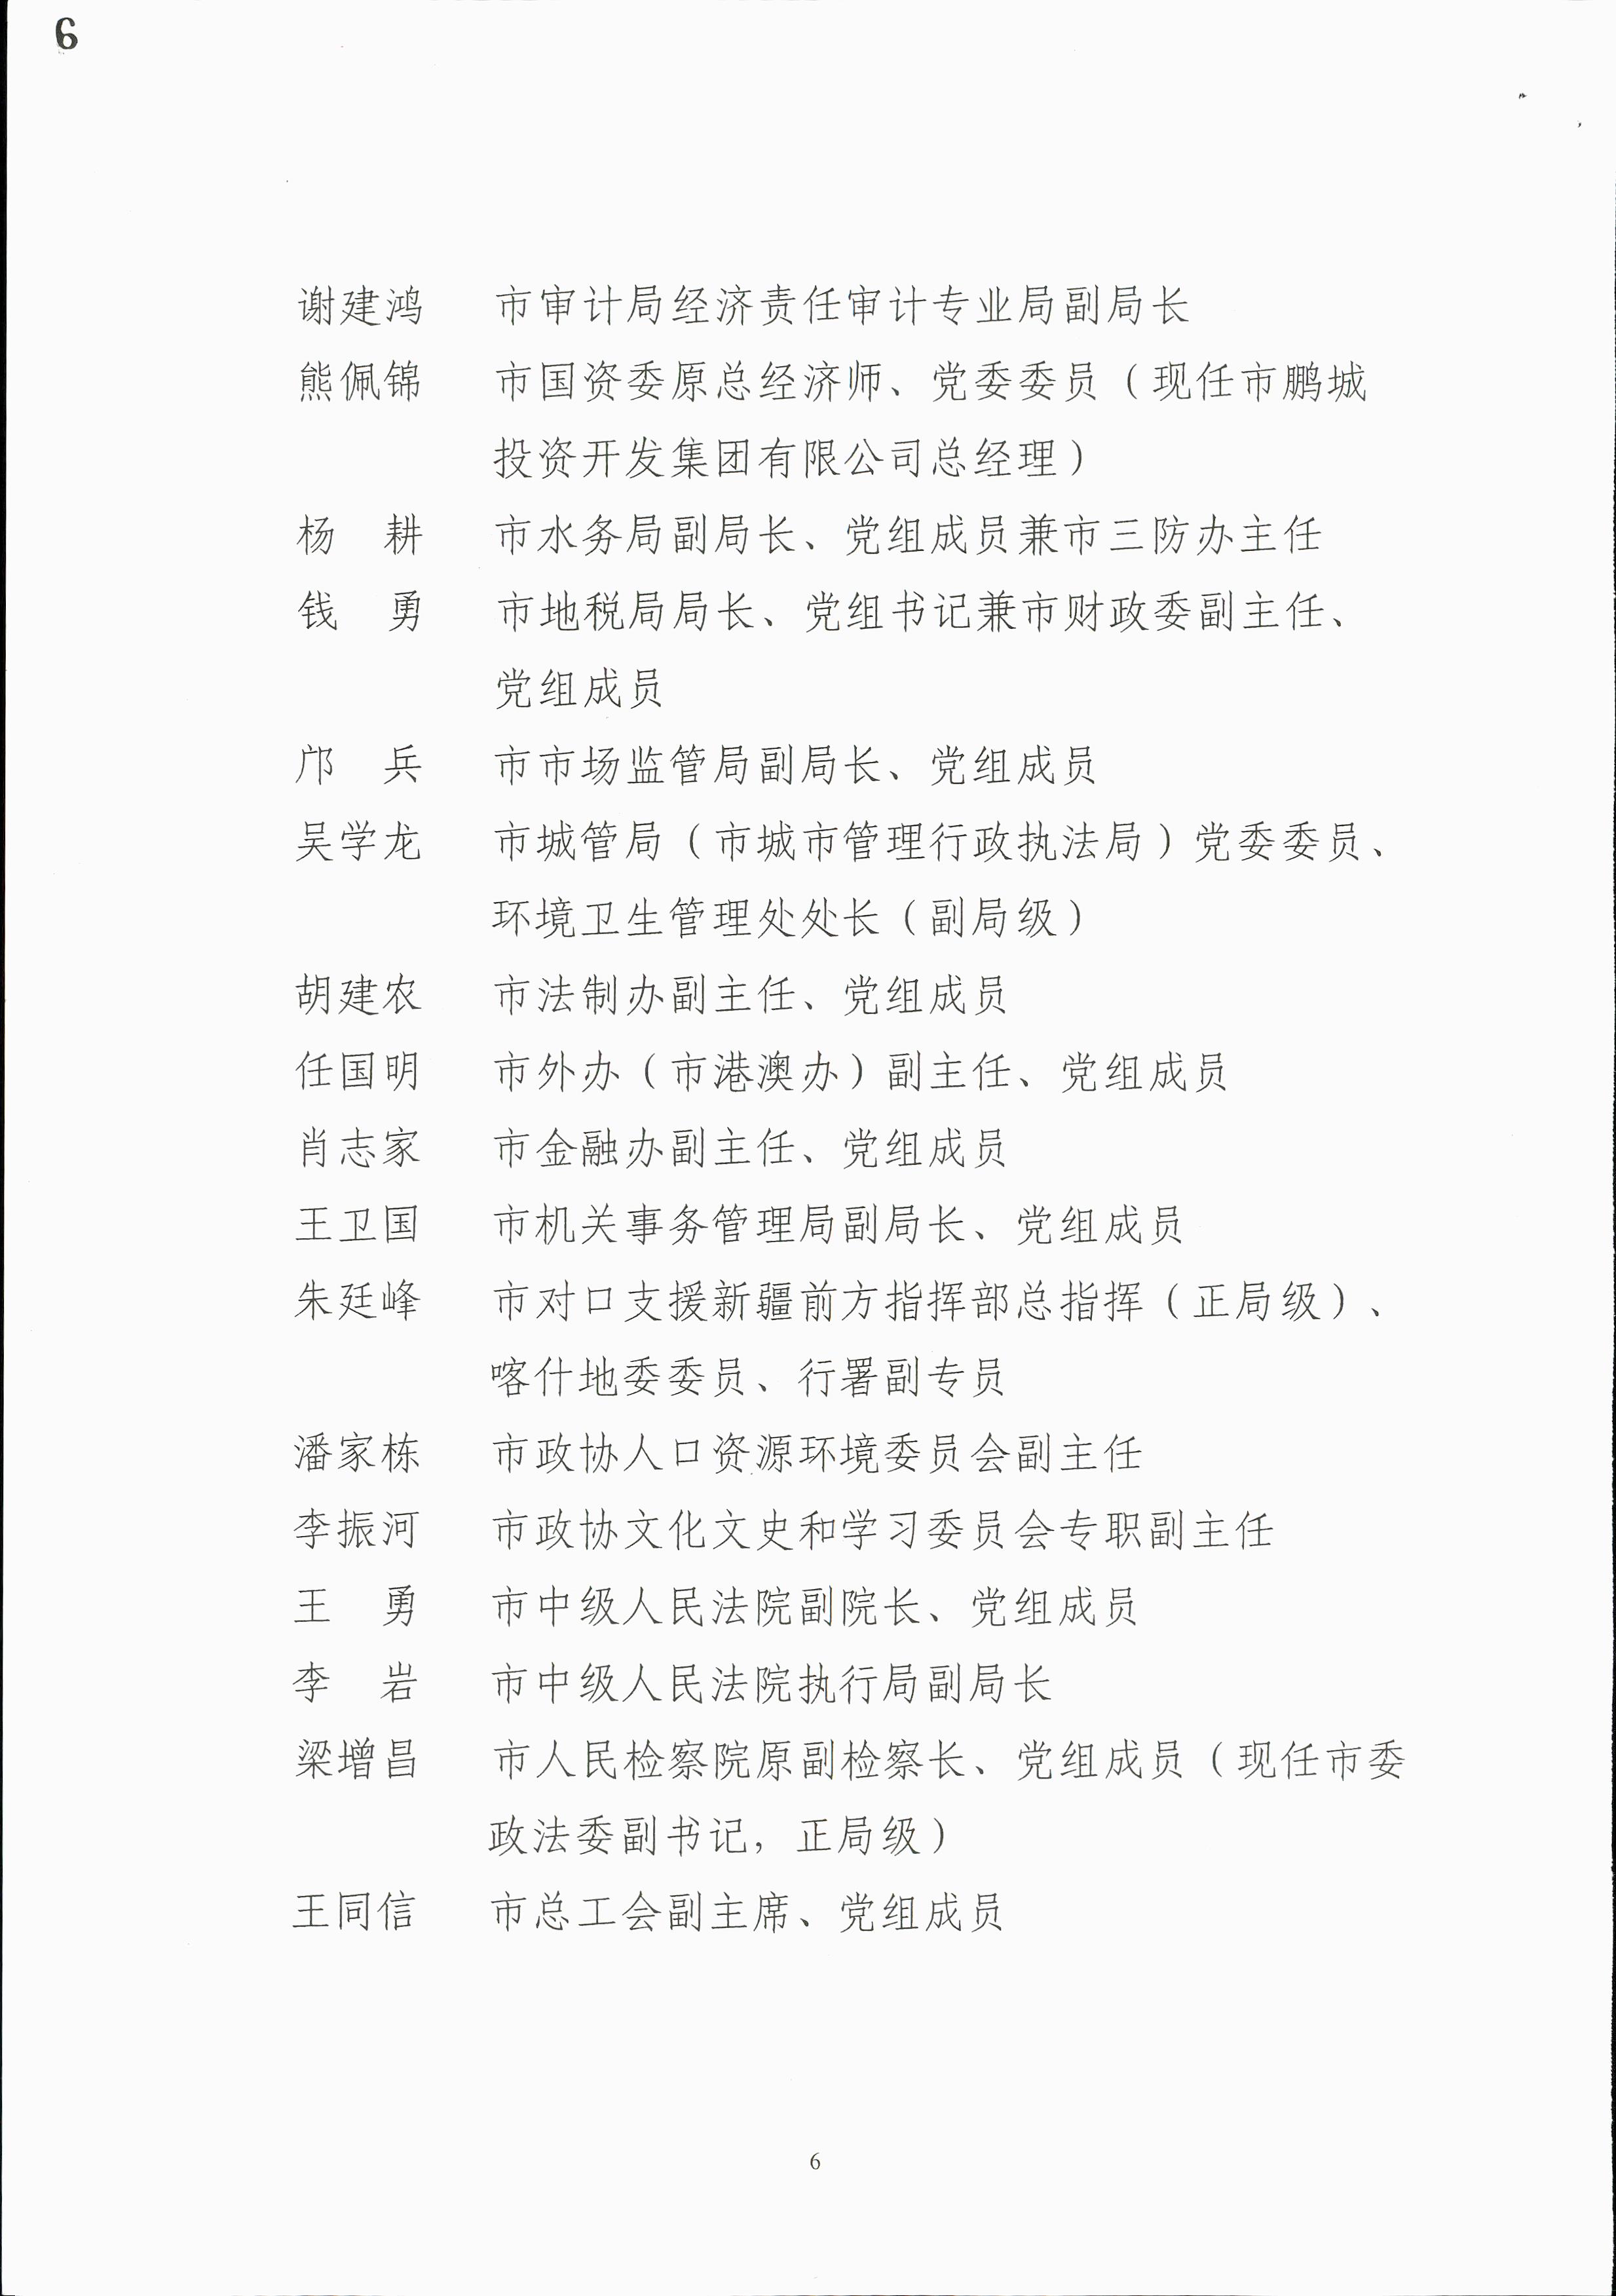 6
谢建鸿 市审计局经济责任审计专业局副局长
熊佩锦 市国资委原总经济师、党委委员（现任市鹏城
投资开发集团有限公司总经理）
杨 耕 市水务局副局长、党组成员兼市三防办主任
钱 勇 市地税局局长、党组书记兼市财政委副主任、
党组成员
邝 兵 市市场监管局副局长、党组成员
吴学龙 市城管局（市城市管理行政执法局）党委委员、
环境卫生管理处处长（副局级）
胡建农 市法制办副主任、党组成员
任国明 市外办（市港澳办）副主任、党组成员
肖志家 市金融办副主任、党组成员
王卫国 市机关事务管理局副局长、党组成员
朱廷峰 市对口支援新疆前方指挥部总指挥（正局级）、
喀什地委委员、行署副专员
潘家栋 市政协人口资源环境委员会副主任
李振河 市政协文化文史和学习委员会专职副主任
王 勇 市中级人民法院副院长、党组成员
李 岩 市中级人民法院执行局副局长
梁增昌 市人民检察院原副检察长、党组成员（现任市委
政法委副书记，正局级）
王同信 市总工会副主席、党组成员
6